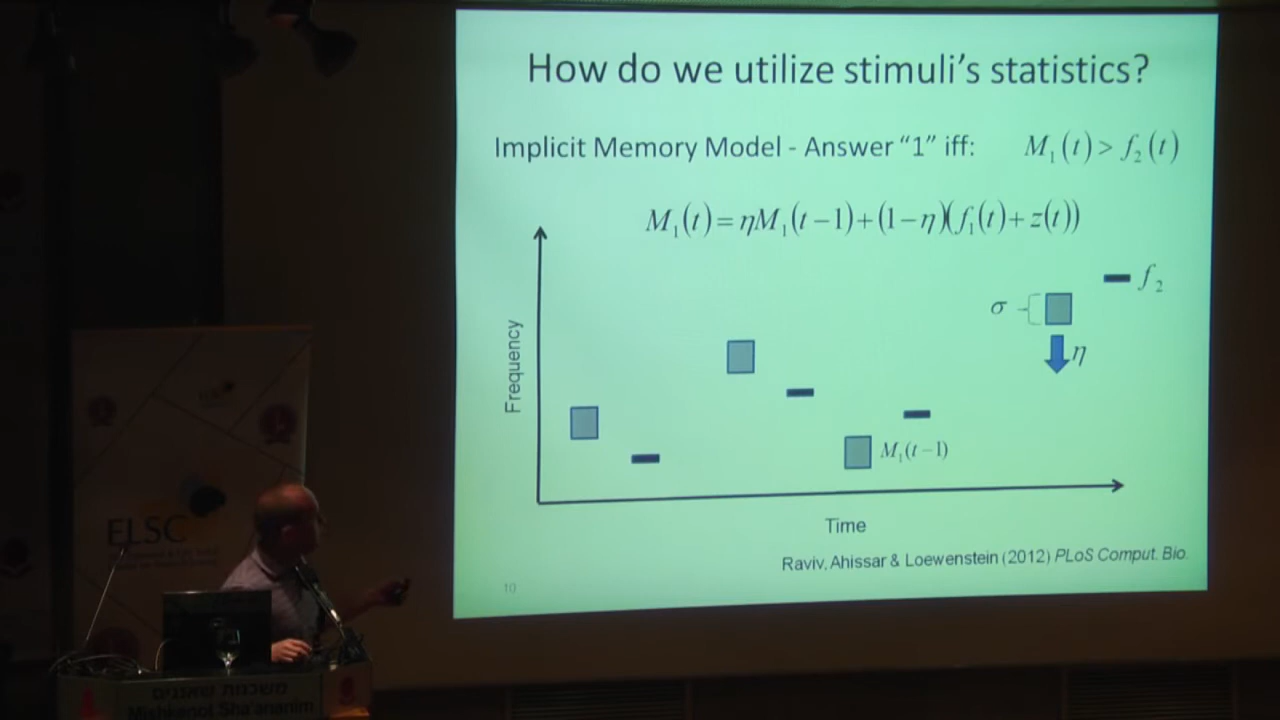 How do we utilize stimuli's statistics?
Implicit Memory Model - Answer "1" iff: M₁(t) > f₂(t)
M₁(t) = ηM₁(t−1)+(1−η)(f₁(t)+z(t))
f₂
σ
η
Frequency
M₁(t−1)
Time
Raviv, Ahissar & Loewenstein (2012) PLoS Comput. Bio.
10
ELSC
משכנות שאננים
Mishkenot Sha'ananim